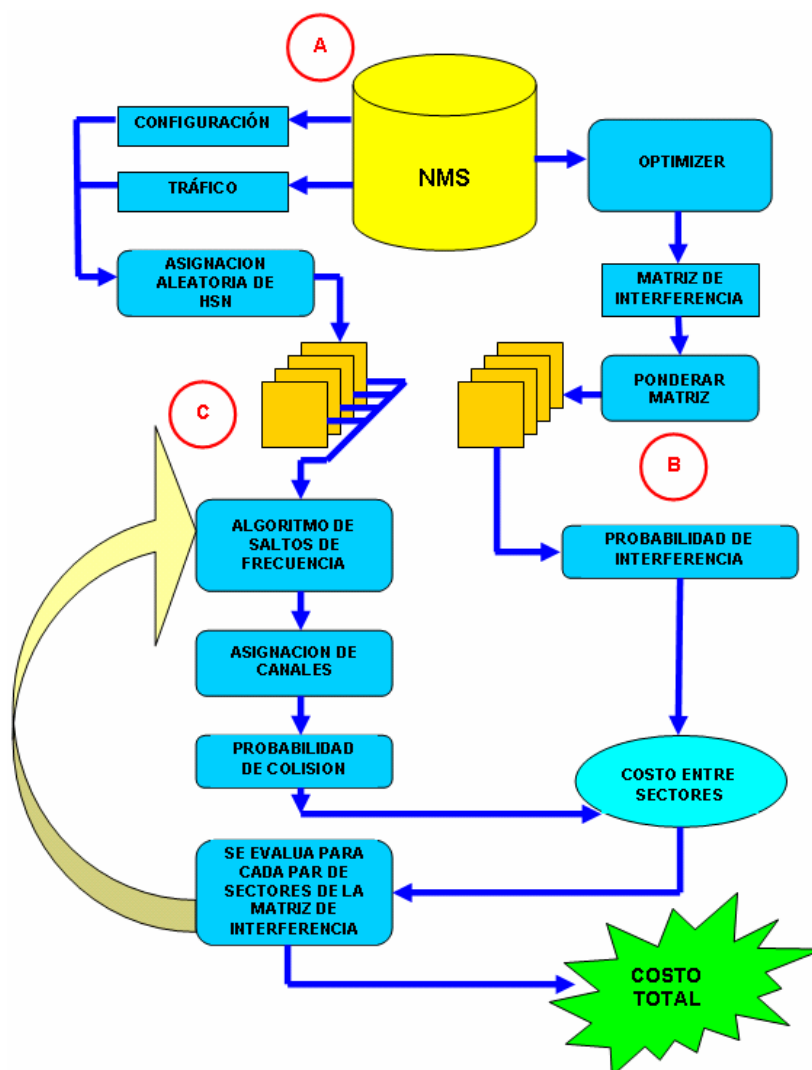 A
CONFIGURACIÓN
TRÁFICO
NMS
OPTIMIZER
ASIGNACION
ALEATORIA DE
HSN
MATRIZ DE
INTERFERENCIA
PONDERAR
MATRIZ
C
B
ALGORITMO DE
SALTOS DE
FRECUENCIA
PROBABILIDAD DE
INTERFERENCIA
ASIGNACION DE
CANALES
PROBABILIDAD
DE COLISION
COSTO ENTRE
SECTORES
SE EVALUA PARA
CADA PAR DE
SECTORES DE LA
MATRIZ DE
INTERFERENCIA
COSTO
TOTAL